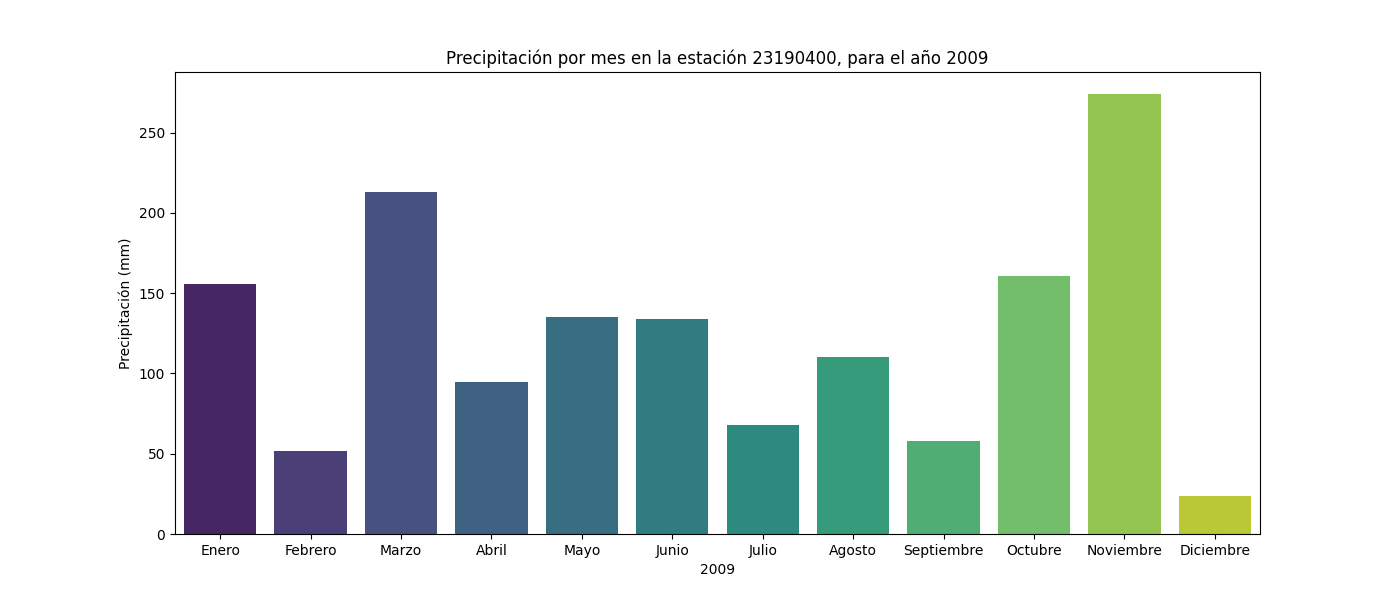 Precipitación por mes en la estación 23190400, para el año 2009
Precipitación (mm)
250
200
150
100
50
0
Enero Febrero Marzo Abril Mayo Junio Julio Agosto Septiembre Octubre Noviembre Diciembre
2009